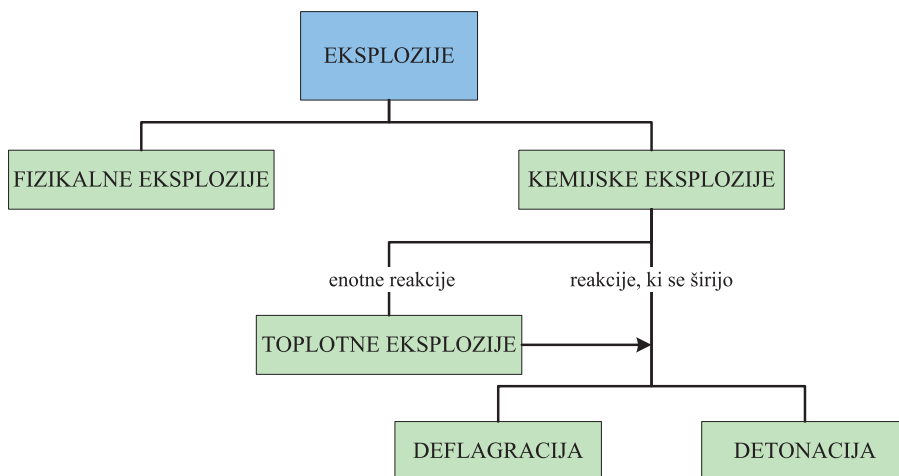 EKSPLOZIJE
FIZIKALNE EKSPLOZIJE
KEMIJSKE EKSPLOZIJE
enotne reakcije
reakcije, ki se širijo
TOPLOTNE EKSPLOZIJE
DEFLAGRACIJA
DETONACIJA